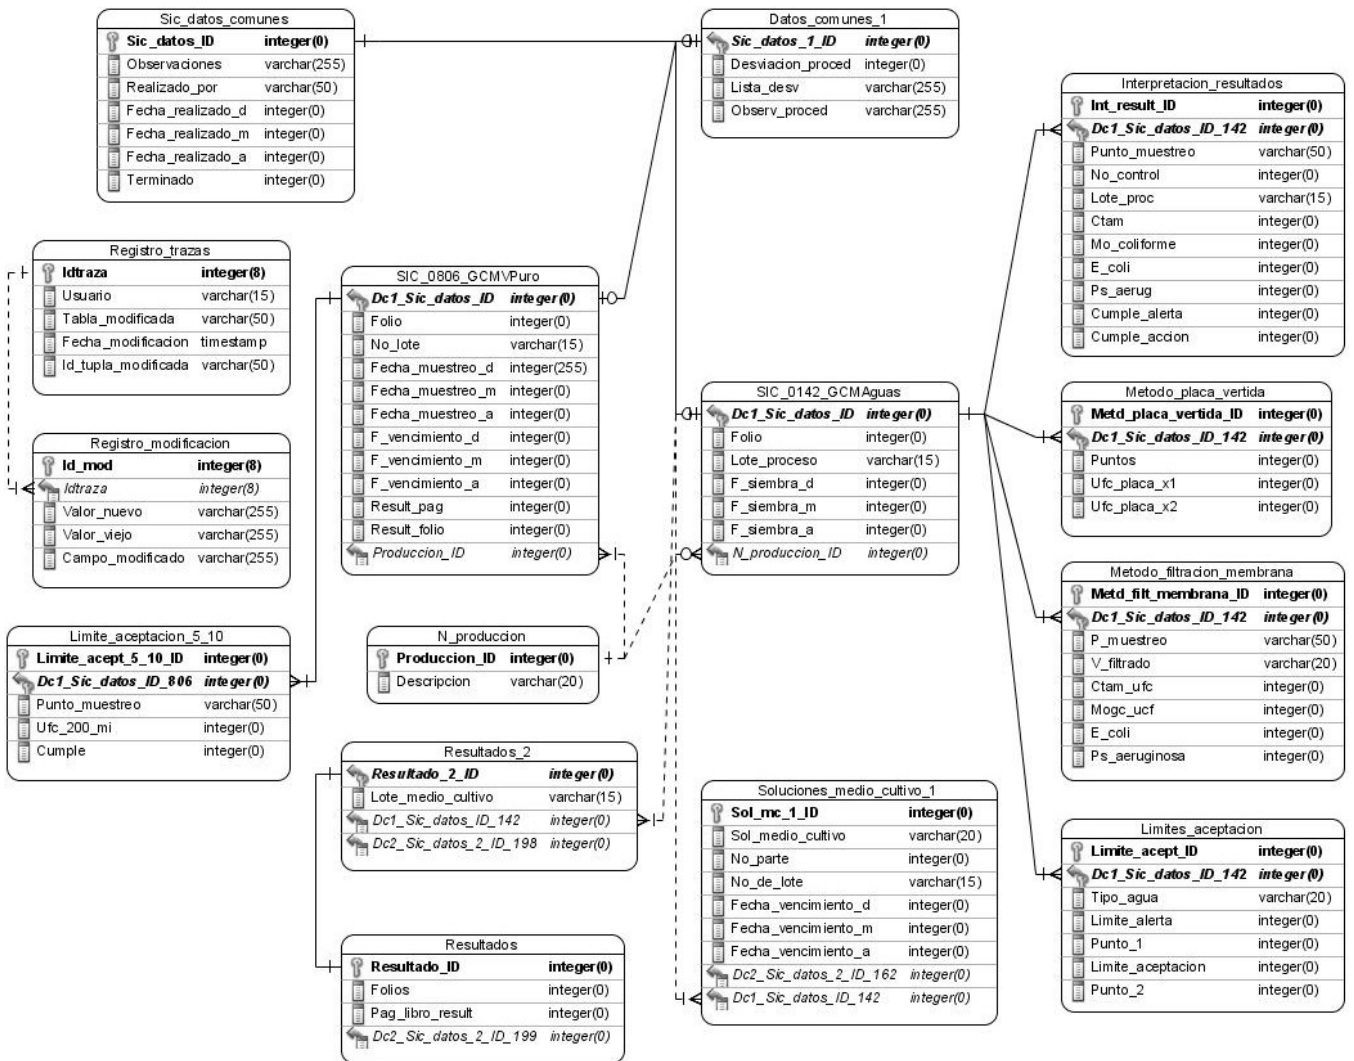 Sic_datos_comunes
Sic_datos_ID integer(0)
Observaciones varchar(255)
Realizado_por varchar(50)
Fecha_realizado_d integer(0)
Fecha_realizado_m integer(0)
Fecha_realizado_a integer(0)
Terminado integer(0)
Datos_comunes_1
Sic_datos_1_ID integer(0)
Desviacion_proced integer(0)
Lista_desv varchar(255)
Observ_proced varchar(255)
Interpretacion_resultados
Int_result_ID integer(0)
Dc1_Sic_datos_ID_142 integer(0)
Punto_muestreo varchar(50)
No_control integer(0)
Lote_proc varchar(15)
Ctam integer(0)
Mo_coliforme integer(0)
E_coli integer(0)
Ps_aerug integer(0)
Cumple_alerta integer(0)
Cumple_accion integer(0)
Registro_trazas
Idtraza integer(8)
Usuario varchar(15)
Tabla_modificada varchar(50)
Fecha_modificacion timestamp
Id_tupla_modificada varchar(50)
SIC_0806_GCMVPuro
Dc1_Sic_datos_ID integer(0)
Folio integer(0)
No_lote varchar(15)
Fecha_muestreo_d integer(255)
Fecha_muestreo_m integer(0)
Fecha_muestreo_a integer(0)
F_vencimiento_d integer(0)
F_vencimiento_m integer(0)
F_vencimiento_a integer(0)
Result_pag integer(0)
Result_folio integer(0)
Produccion_ID integer(0)
SIC_0142_GCMAguas
Dc1_Sic_datos_ID integer(0)
Folio integer(0)
Lote_proceso varchar(15)
F_siembra_d integer(0)
F_siembra_m integer(0)
F_siembra_a integer(0)
N_produccion_ID integer(0)
Metodo_placa_vertida
Metd_placa_vertida_ID integer(0)
Dc1_Sic_datos_ID_142 integer(0)
Puntos integer(0)
Ufc_placa_x1 integer(0)
Ufc_placa_x2 integer(0)
Registro_modificacion
Id_mod integer(8)
Idtraza integer(8)
Valor_nuevo varchar(255)
Valor_viejo varchar(255)
Campo_modificado varchar(255)
Metodo_filtracion_membrana
Metd_filt_membrana_ID integer(0)
Dc1_Sic_datos_ID_142 integer(0)
P_muestreo varchar(50)
V_filtrado varchar(20)
Ctam_ufc integer(0)
Mogc_ucf integer(0)
E_coli integer(0)
Ps_aeruginosa integer(0)
Limite_aceptacion_5_10
Limite_acept_5_10_ID integer(0)
Dc1_Sic_datos_ID_806 integer(0)
Punto_muestreo varchar(50)
Ufc_200_mi integer(0)
Cumple integer(0)
N_produccion
Produccion_ID integer(0)
Descripcion varchar(20)
Resultados_2
Resultado_2_ID integer(0)
Lote_medio_cultivo varchar(15)
Dc1_Sic_datos_ID_142 integer(0)
Dc2_Sic_datos_2_ID_198 integer(0)
Soluciones_medio_cultivo_1
Sol_mc_1_ID integer(0)
Sol_medio_cultivo varchar(20)
No_parte integer(0)
No_de_lote varchar(15)
Fecha_vencimiento_d integer(0)
Fecha_vencimiento_m integer(0)
Fecha_vencimiento_a integer(0)
Dc2_Sic_datos_2_ID_162 integer(0)
Dc1_Sic_datos_ID_142 integer(0)
Limites_aceptacion
Limite_acept_ID integer(0)
Dc1_Sic_datos_ID_142 integer(0)
Tipo_agua varchar(20)
Limite_alerta integer(0)
Punto_1 integer(0)
Limite_aceptacion integer(0)
Punto_2 integer(0)
Resultados
Resultado_ID integer(0)
Folios integer(0)
Pag_libro_result integer(0)
Dc2_Sic_datos_2_ID_199 integer(0)